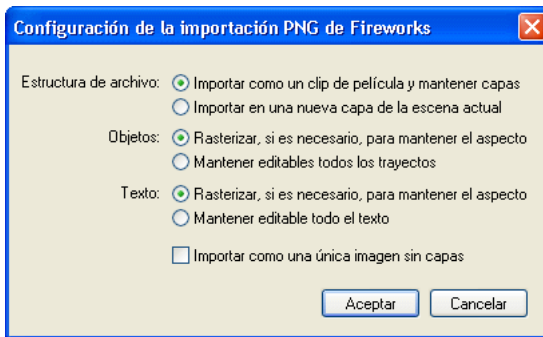 Configuración de la importación PNG de Fireworks
Estructura de archivo: Importar como un clip de película y mantener capas
Importar en una nueva capa de la escena actual
Objetos: Rasterizar, si es necesario, para mantener el aspecto
Mantener editables todos los trayectos
Texto: Rasterizar, si es necesario, para mantener el aspecto
Mantener editable todo el texto
Importar como una única imagen sin capas
Aceptar Cancelar